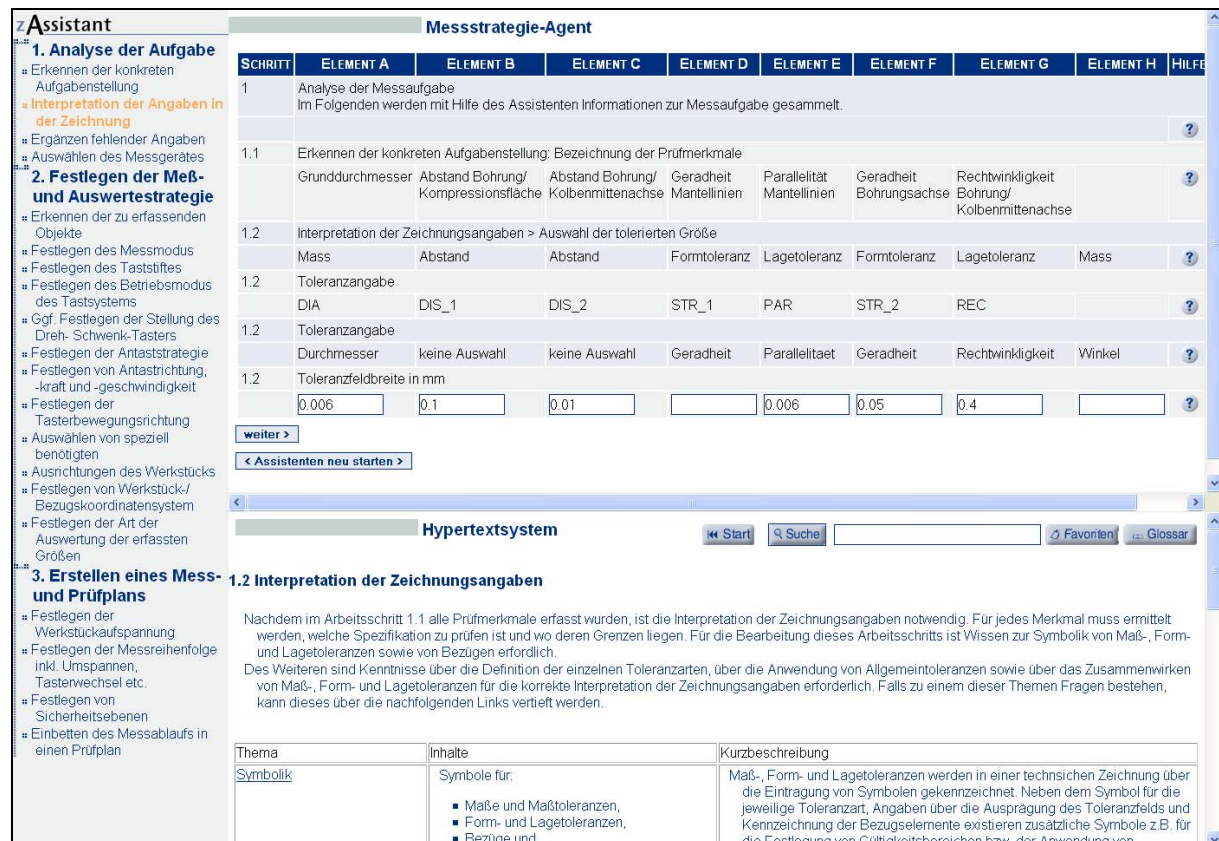 zAssistant
1. Analyse der Aufgabe
Erkennen der konkreten
Aufgabenstellung
Interpretation der Angaben in
der Zeichnung
Ergänzen fehlender Angaben
Auswählen des Messgerätes
2. Festlegen der Meß-
und Auswertestrategie
Erkennen der zu erfassenden
Objekte
Festlegen des Messmodus
Festlegen des Taststiftes
Festlegen des Betriebsmodus
des Tastsystems
Ggf. Festlegen der Stellung des
Dreh- Schwenk-Tasters
Festlegen der Antaststrategie
Festlegen von Antastrichtung,
-kraft und -geschwindigkeit
Festlegen der
Tasterbewegungsrichtung
Auswählen von speziell
benötigten
Ausrichtungen des Werkstücks
Festlegen von Werkstück-/
Bezugskoordinatensystem
Festlegen der Art der
Auswertung der erfassten
Größen
3. Erstellen eines Mess-
und Prüfplans
Festlegen der
Werkstückaufspannung
Festlegen der Messreihenfolge
inkl. Umspannen,
Tasterwechsel etc.
Festlegen von
Sicherheitsebenen
Einbetten des Messablaufs in
einen Prüfplan
Messstrategie-Agent
SCHRITT ELEMENT A ELEMENT B ELEMENT C ELEMENT D ELEMENT E ELEMENT F ELEMENT G ELEMENT H HILFE
1 Analyse der Messaufgabe
Im Folgenden werden mit Hilfe des Assistenten Informationen zur Messaufgabe gesammelt.
?
1.1 Erkennen der konkreten Aufgabenstellung: Bezeichnung der Prüfmerkmale
Grunddurchmesser Abstand Bohrung/ Abstand Bohrung/ Geradheit Parallelität Geradheit Rechtwinkligkeit ?
Kompressionsfläche Kolbenmittenachse Mantellinien Mantellinien Bohrungsachse Bohrung/
Kolbenmittenachse
1.2 Interpretation der Zeichnungsangaben > Auswahl der tolerierten Größe
Mass Abstand Abstand Formtoleranz Lagetoleranz Formtoleranz Lagetoleranz Mass ?
1.2 Toleranzangabe
DIA DIS_1 DIS_2 STR_1 PAR STR_2 REC ?
1.2 Toleranzangabe
Durchmesser keine Auswahl keine Auswahl Geradheit Parallelitaet Geradheit Rechtwinkligkeit Winkel ?
1.2 Toleranzfeldbreite in mm
0.006 0.1 0.01 0.006 0.05 0.4 ?
weiter >
< Assistenten neu starten >
Hypertextsystem Start Suche Favoriten Glossar
1.2 Interpretation der Zeichnungsangaben
Nachdem im Arbeitsschritt 1.1 alle Prüfmerkmale erfasst wurden, ist die Interpretation der Zeichnungsangaben notwendig. Für jedes Merkmal muss ermittelt
werden, welche Spezifikation zu prüfen ist und wo deren Grenzen liegen. Für die Bearbeitung dieses Arbeitsschritts ist Wissen zur Symbolik von Maß-, Form-
und Lagetoleranzen sowie von Bezügen erfordlich.
Des Weiteren sind Kenntnisse über die Definition der einzelnen Toleranzarten, über die Anwendung von Allgemeintoleranzen sowie über das Zusammenwirken
von Maß-, Form- und Lagetoleranzen für die korrekte Interpretation der Zeichnungsangaben erforderlich. Falls zu einem dieser Themen Fragen bestehen,
kann dieses über die nachfolgenden Links vertieft werden.
Thema Inhalte Kurzbeschreibung
Symbolik Symbole für: Maß-, Form- und Lagetoleranzen werden in einer technsichen Zeichnung über
die Eintragung von Symbolen gekennzeichnet. Neben dem Symbol für die
Maße und Maßtoleranzen, jeweilige Toleranzart, Angaben über die Ausprägung des Toleranzfelds und
Form- und Lagetoleranzen, Kennzeichnung der Bezugselemente existieren zusätzliche Symbole z.B. für
Bezüge und die Festlegung von Gültigkeitsbereichen bzw. der Anwendung von